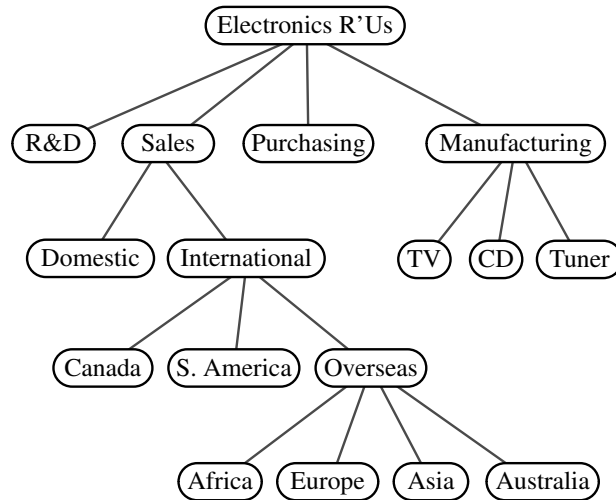 Electronics R'Us
R&D Sales Purchasing Manufacturing
Domestic International TV CD Tuner
Canada S. America Overseas
Africa Europe Asia Australia